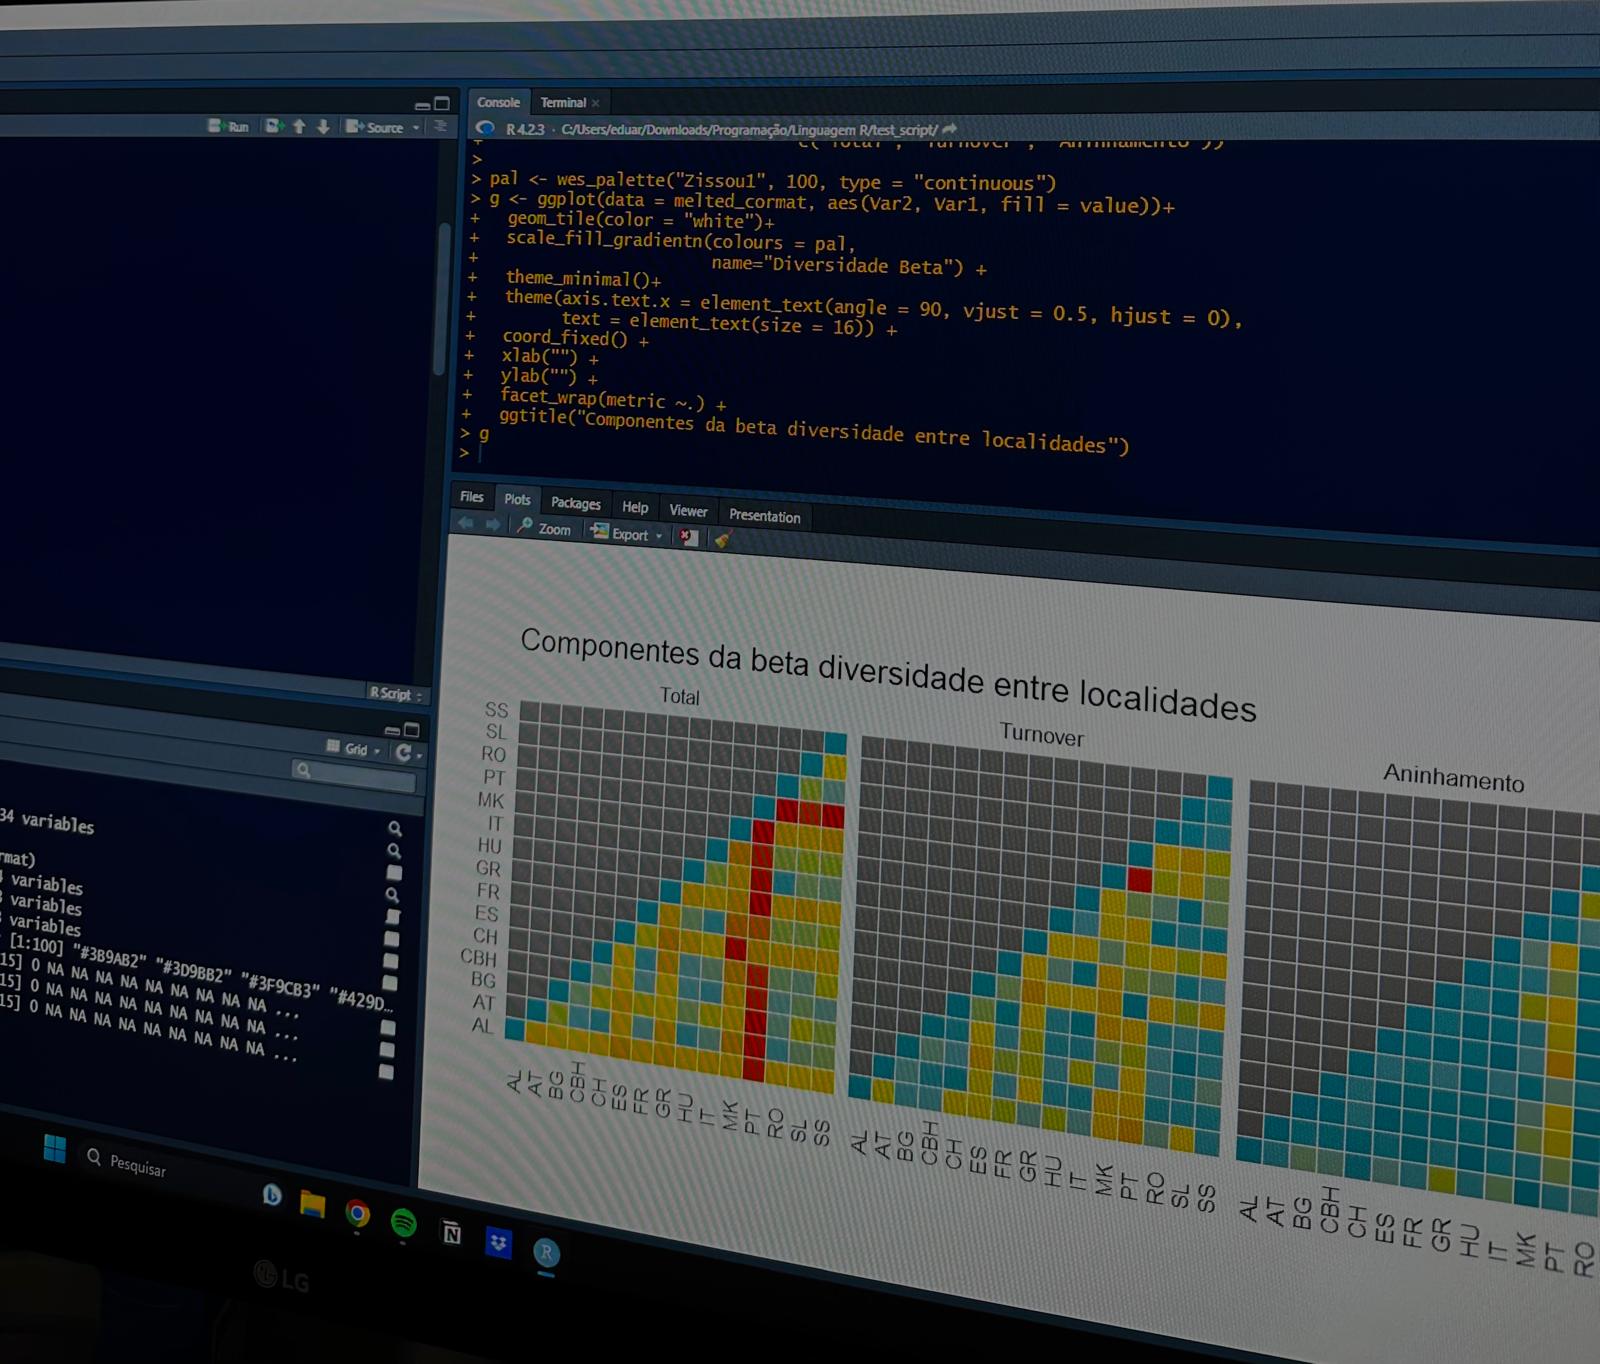 Run
Source
Console
Terminal
R 4.2.3 · C:/Users/eduar/Downloads/Programação/Linguagem R/test_script/
>
> pal <- wes_palette("Zissou1", 100, type = "continuous")
> g <- ggplot(data = melted_cormat, aes(Var2, Var1, fill = value))+
+ geom_tile(color = "white")+
+ scale_fill_gradientn(colours = pal,
+ name="Diversidade Beta") +
+ theme_minimal()+
+ theme(axis.text.x = element_text(angle = 90, vjust = 0.5, hjust = 0),
+ text = element_text(size = 16)) +
+ coord_fixed() +
+ xlab("") +
+ ylab("") +
+ facet_wrap(metric ~.) +
+ ggtitle("Componentes da beta diversidade entre localidades")
> g
>
R Script
Grid
34 variables
rmat)
variables
variables
variables
[1:100] "#3B9AB2" "#3D9BB2" "#3F9CB3" "#429D...
15] 0 NA NA NA NA NA NA NA NA NA ...
15] 0 NA NA NA NA NA NA NA NA NA ...
15] 0 NA NA NA NA NA NA NA NA NA ...
Files
Plots
Packages
Help
Viewer
Presentation
Zoom
Export
Componentes da beta diversidade entre localidades
Total
Turnover
Aninhamento
SS
SL
RO
PT
MK
IT
HU
GR
FR
ES
CH
CBH
BG
AT
AL
AL AT BG CBH CH ES FR GR HU IT MK PT RO SL SS
AL AT BG CBH CH ES FR GR HU IT MK PT RO SL SS
AL AT BG CBH CH ES FR GR HU IT MK PT RO
Pesquisar
LG